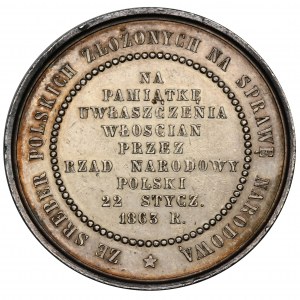 ZE SREBER POLSKICH ZŁOŻONYCH NA SPRAWĘ NARODOWĄ
NA
PAMIĄTKĘ
UWŁASZCZENIA
WŁOŚCIAN
PRZEZ
RZĄD NARODOWY
POLSKI
22 STYCZ.
1863 R.